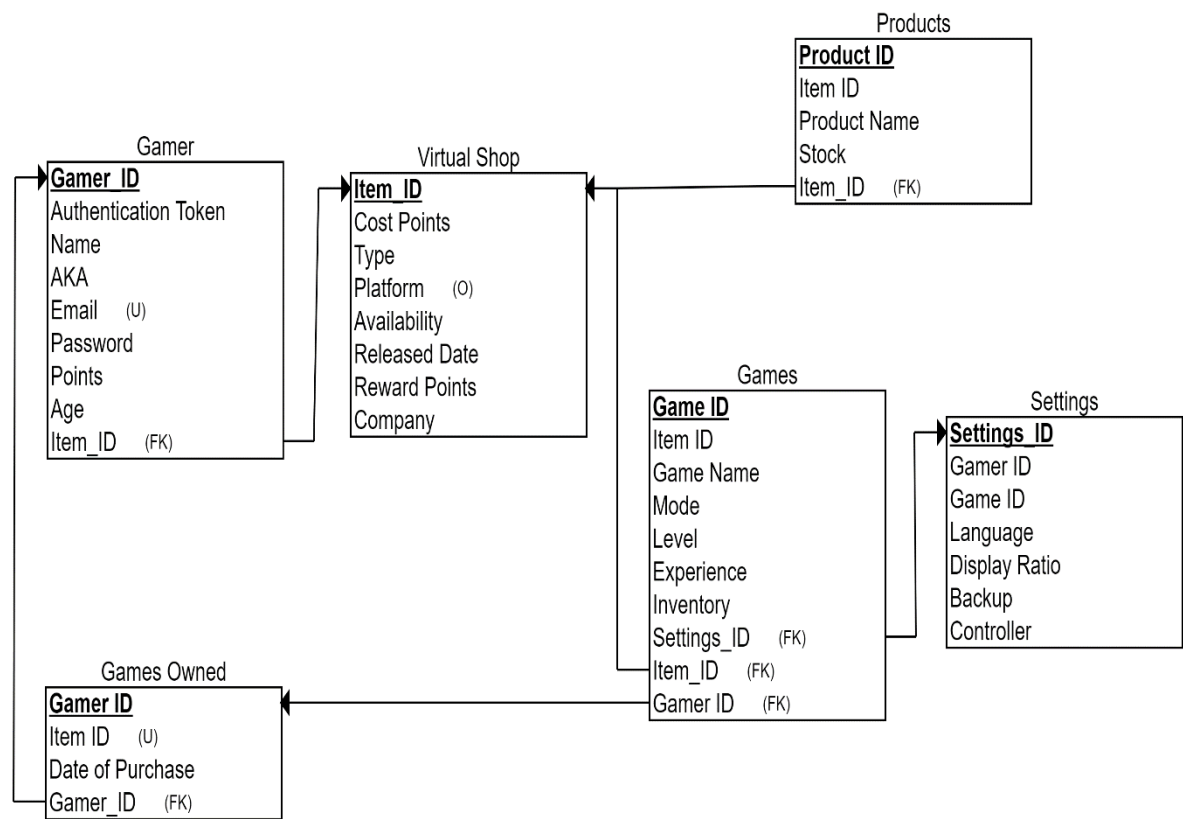 Products
Product ID
Item ID
Product Name
Stock
Item_ID (FK)
Gamer
Gamer_ID
Authentication Token
Name
AKA
Email (U)
Password
Points
Age
Item_ID (FK)
Virtual Shop
Item_ID
Cost Points
Type
Platform (O)
Availability
Released Date
Reward Points
Company
Games
Game ID
Item ID
Game Name
Mode
Level
Experience
Inventory
Settings_ID (FK)
Item_ID (FK)
Gamer ID (FK)
Settings
Settings_ID
Gamer ID
Game ID
Language
Display Ratio
Backup
Controller
Games Owned
Gamer ID
Item ID (U)
Date of Purchase
Gamer_ID (FK)